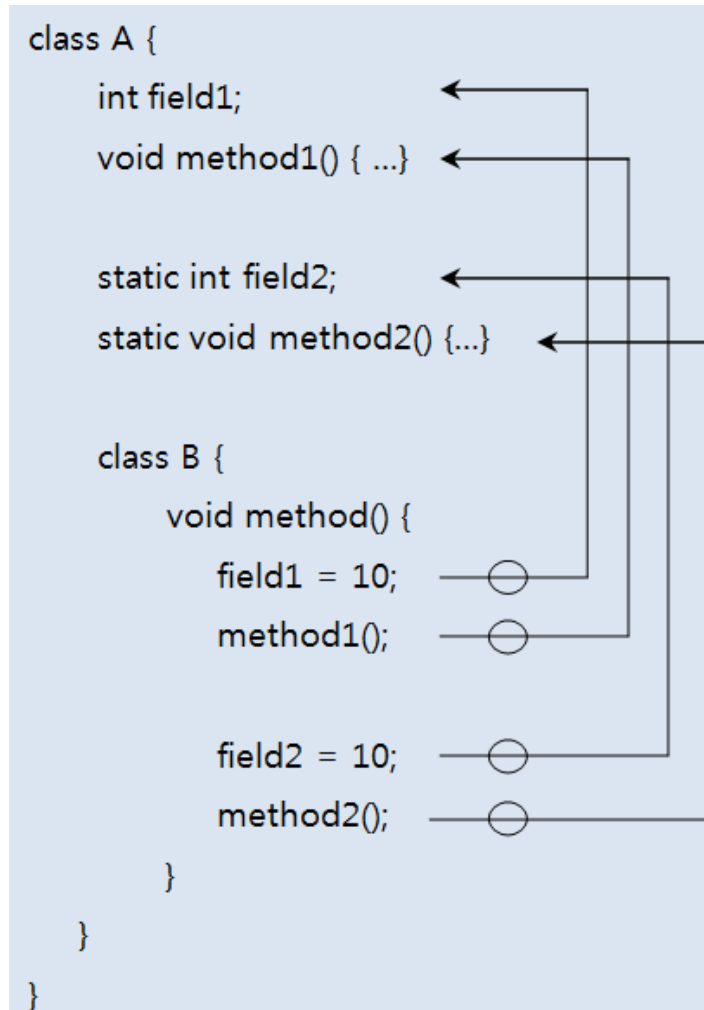 class A {
int field1;
void method1() { ...}
static int field2;
static void method2() {...}
class B {
void method() {
field1 = 10;
method1();
field2 = 10;
method2();
}
}
}